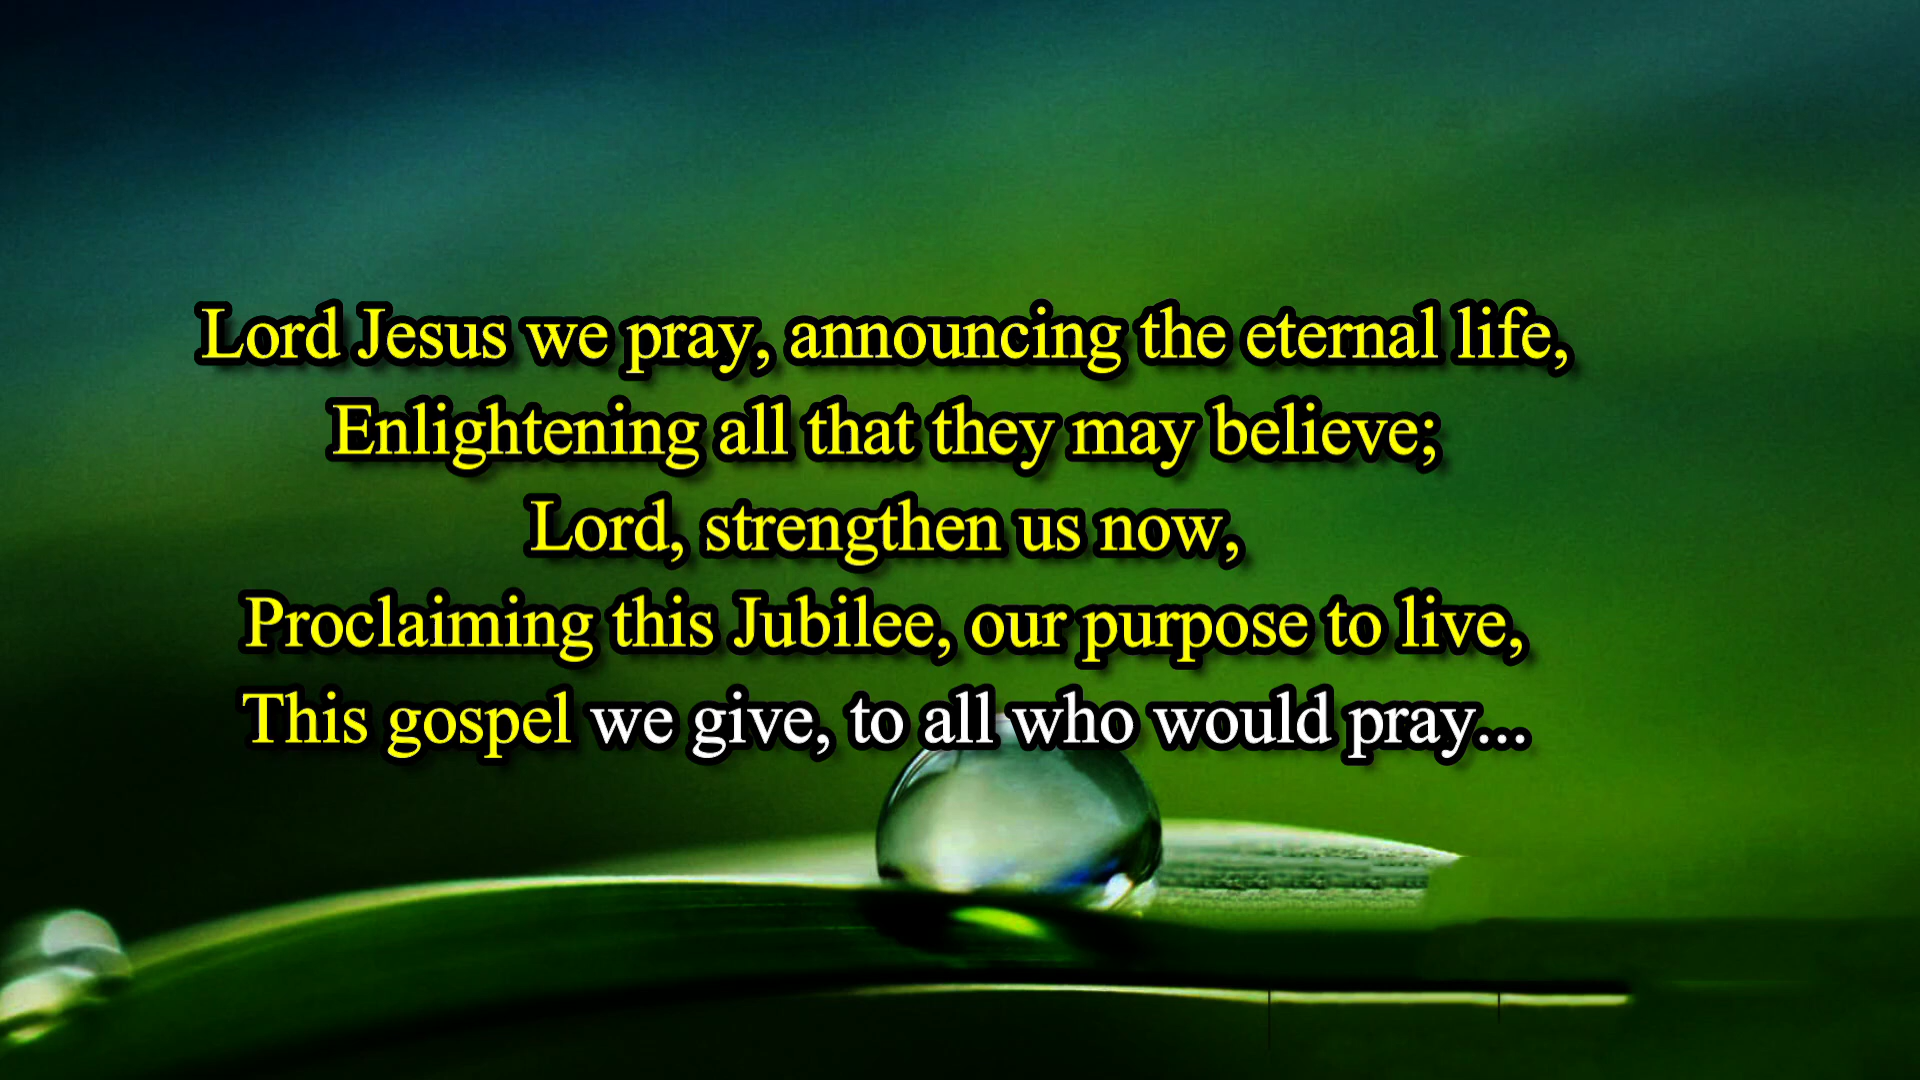 Lord Jesus we pray, announcing the eternal life,
Enlightening all that they may believe;
Lord, strengthen us now,
Proclaiming this Jubilee, our purpose to live,
This gospel we give, to all who would pray...